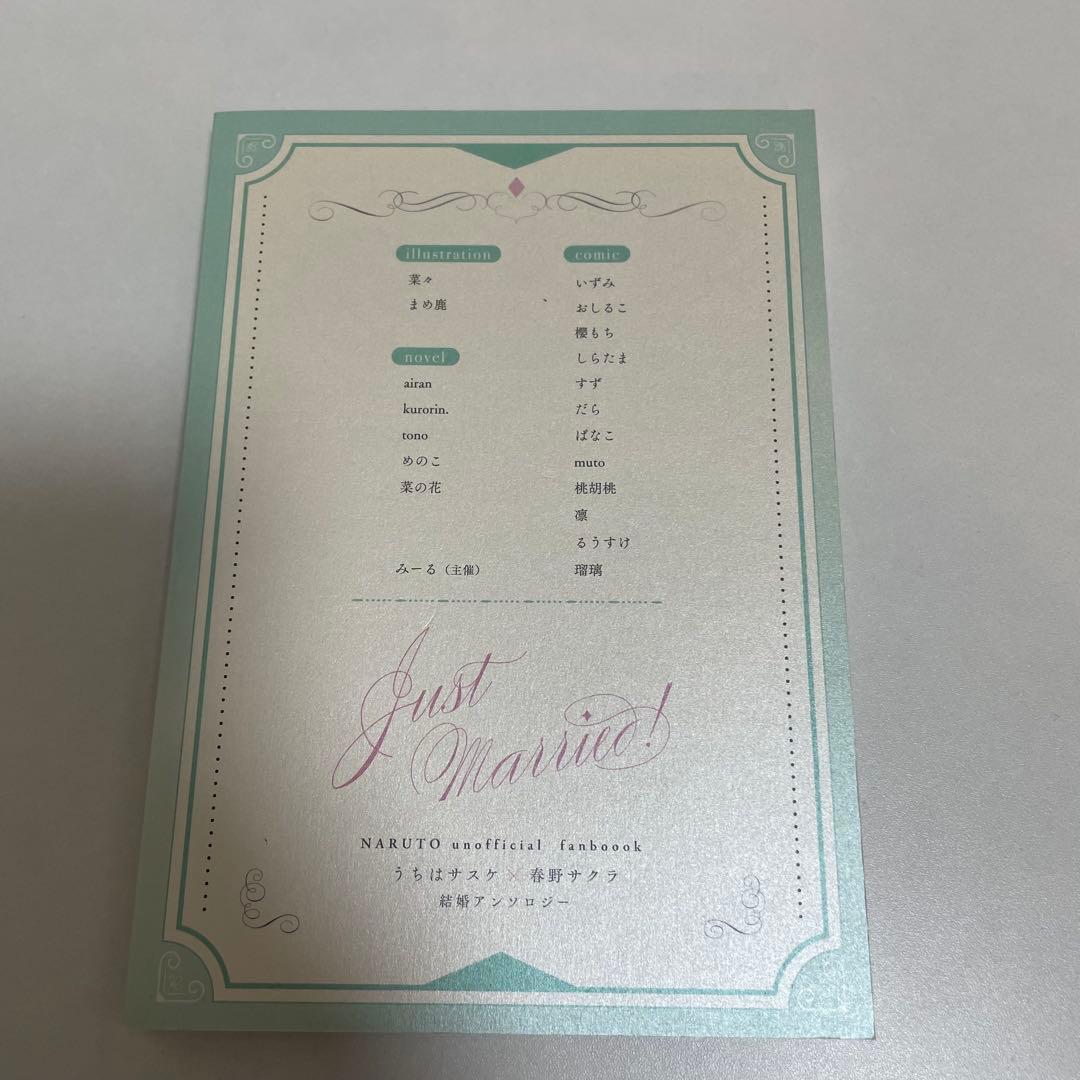 illustration
菜々
まめ鹿
novel
airan
kurorin.
tono
めのこ
菜の花
みーる（主催）
comic
いずみ
おしるこ
櫻もち
しらたま
すず
だら
ばなこ
muto
桃胡桃
凛
るうすけ
瑠璃
Just
Married!
NARUTO unofficial fanboook
うちはサスケ×春野サクラ
結婚アンソロジー